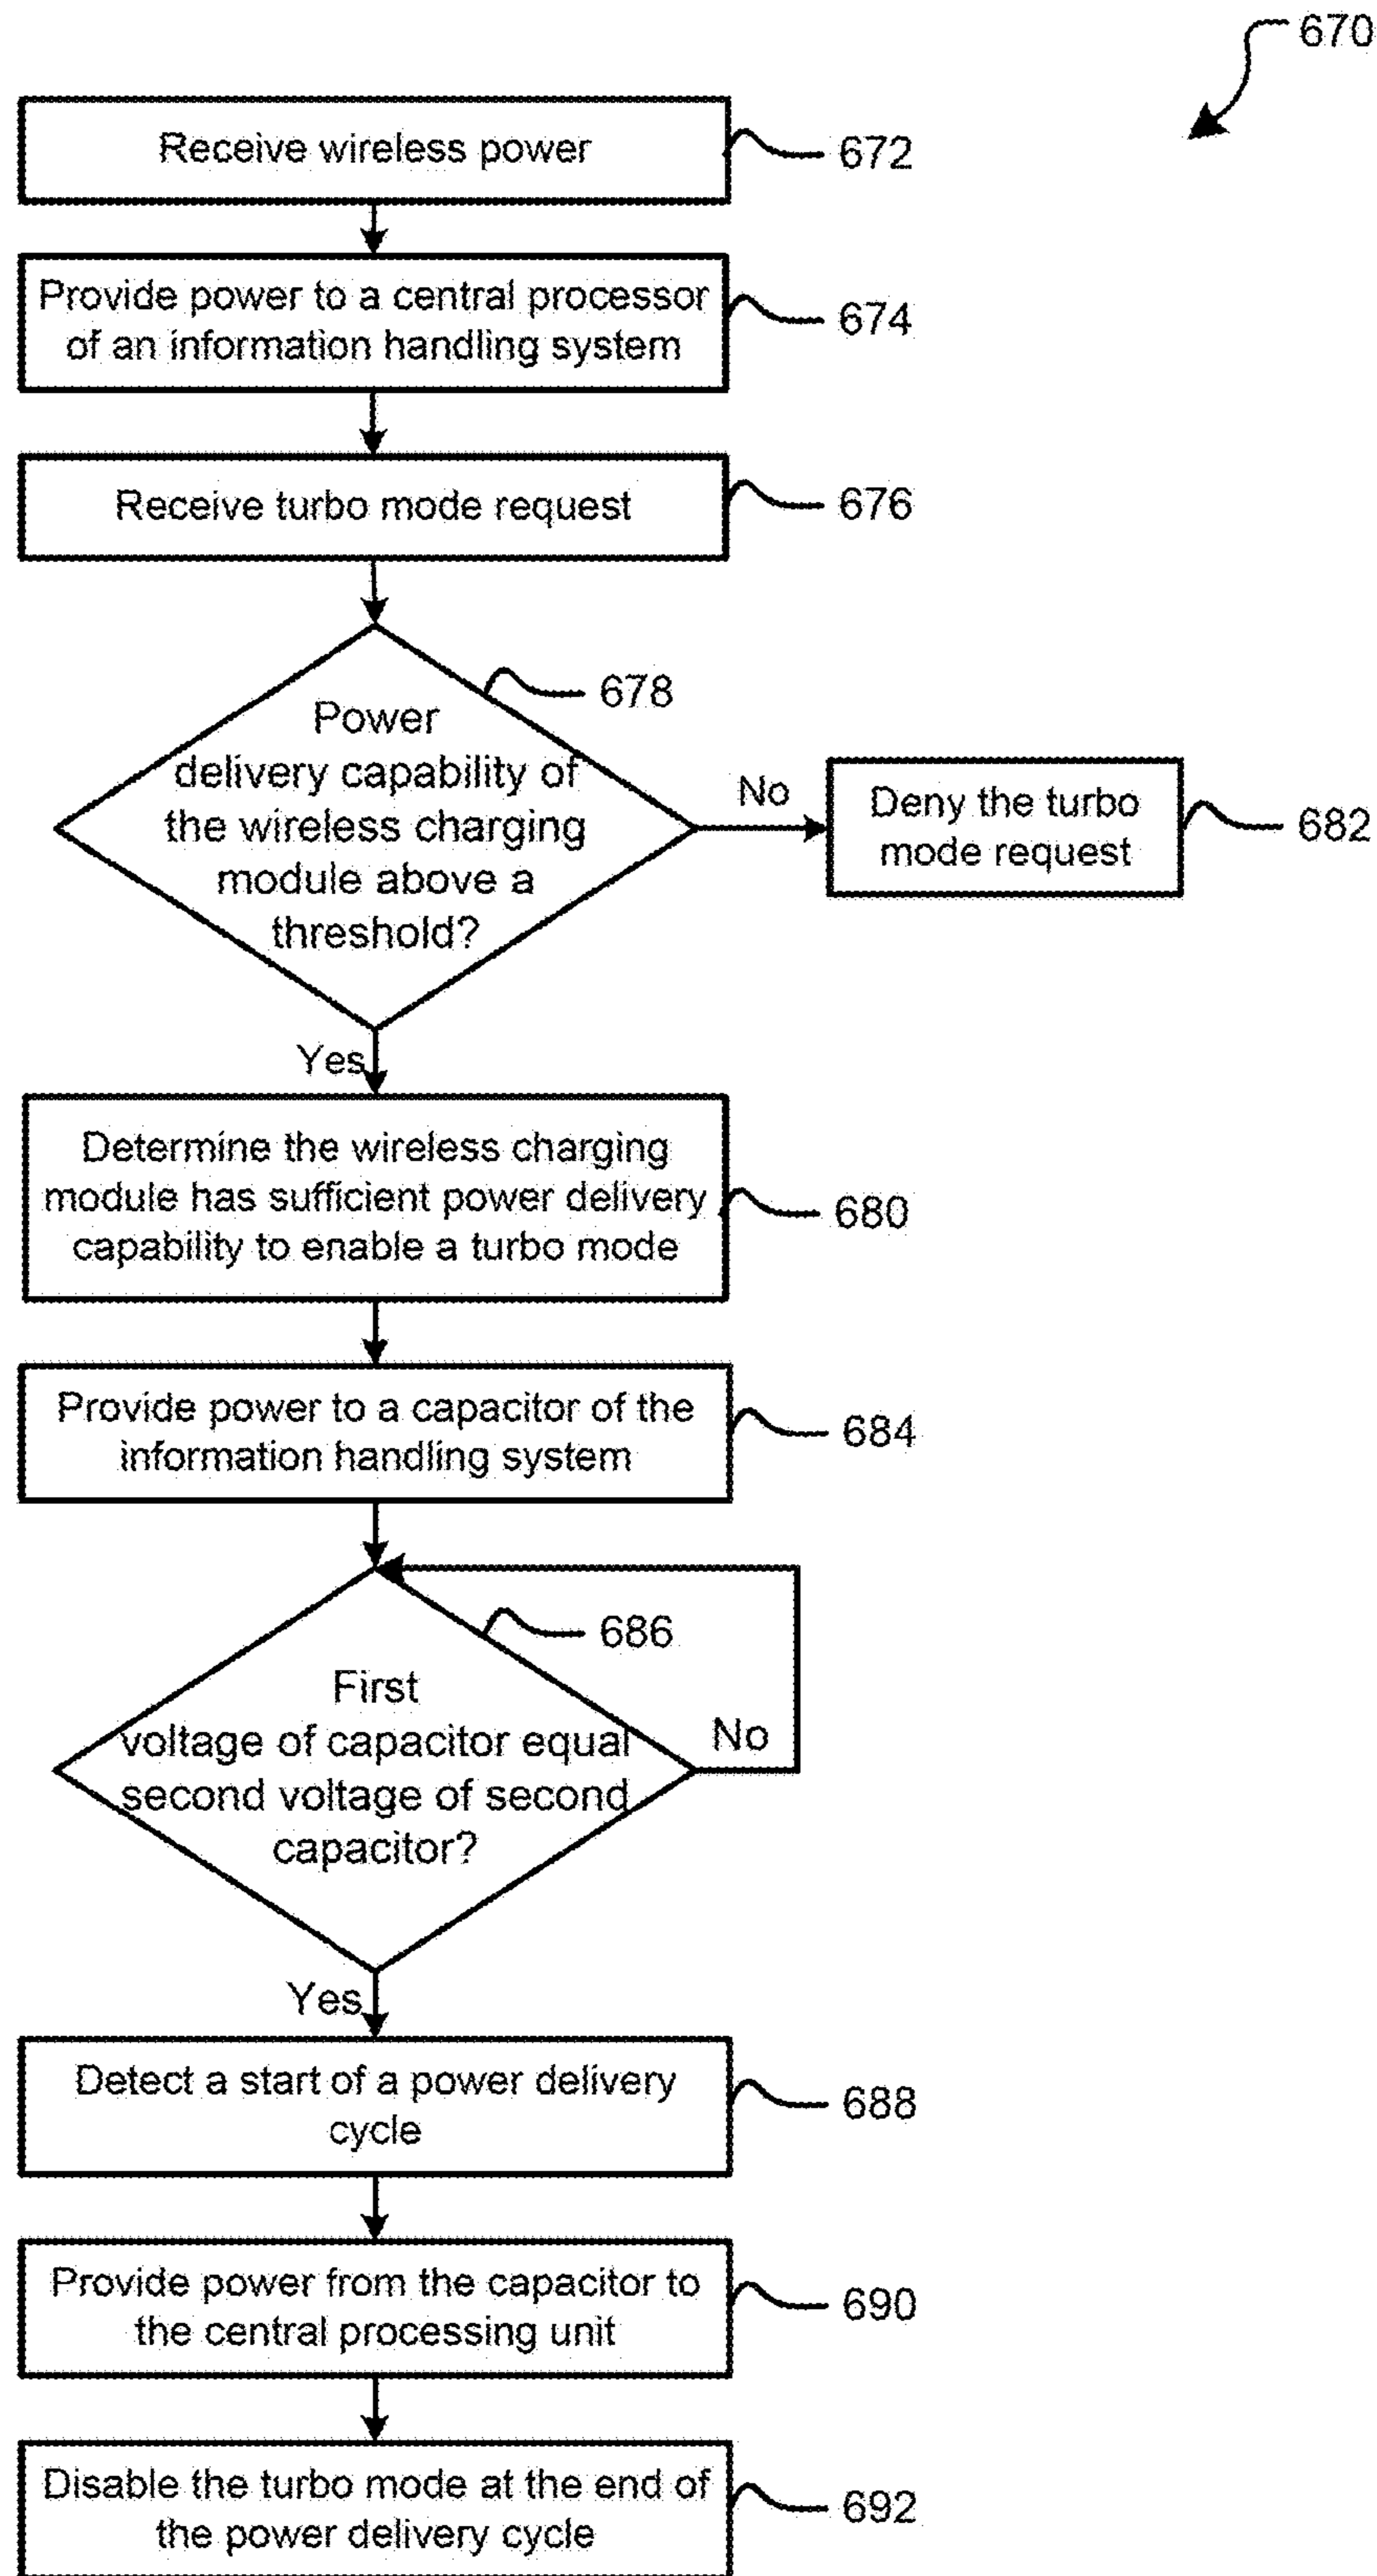 670
Receive wireless power
672
Provide power to a central processor
of an information handling system
674
Receive turbo mode request
676
678
Power
delivery capability of
the wireless charging
module above a
threshold?
No
Deny the turbo
mode request
682
Yes
Determine the wireless charging
module has sufficient power delivery
capability to enable a turbo mode
680
Provide power to a capacitor of the
information handling system
684
686
First
voltage of capacitor equal
second voltage of second
capacitor?
No
Yes
Detect a start of a power delivery
cycle
688
Provide power from the capacitor to
the central processing unit
690
Disable the turbo mode at the end of
the power delivery cycle
692